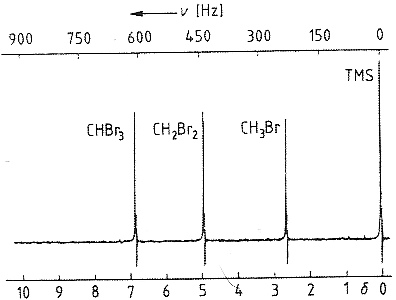 ν [Hz]
900 750 600 450 300 150 0
TMS
CHBr₃ CH₂Br₂ CH₃Br
10 9 8 7 6 5 4 3 2 1 δ 0